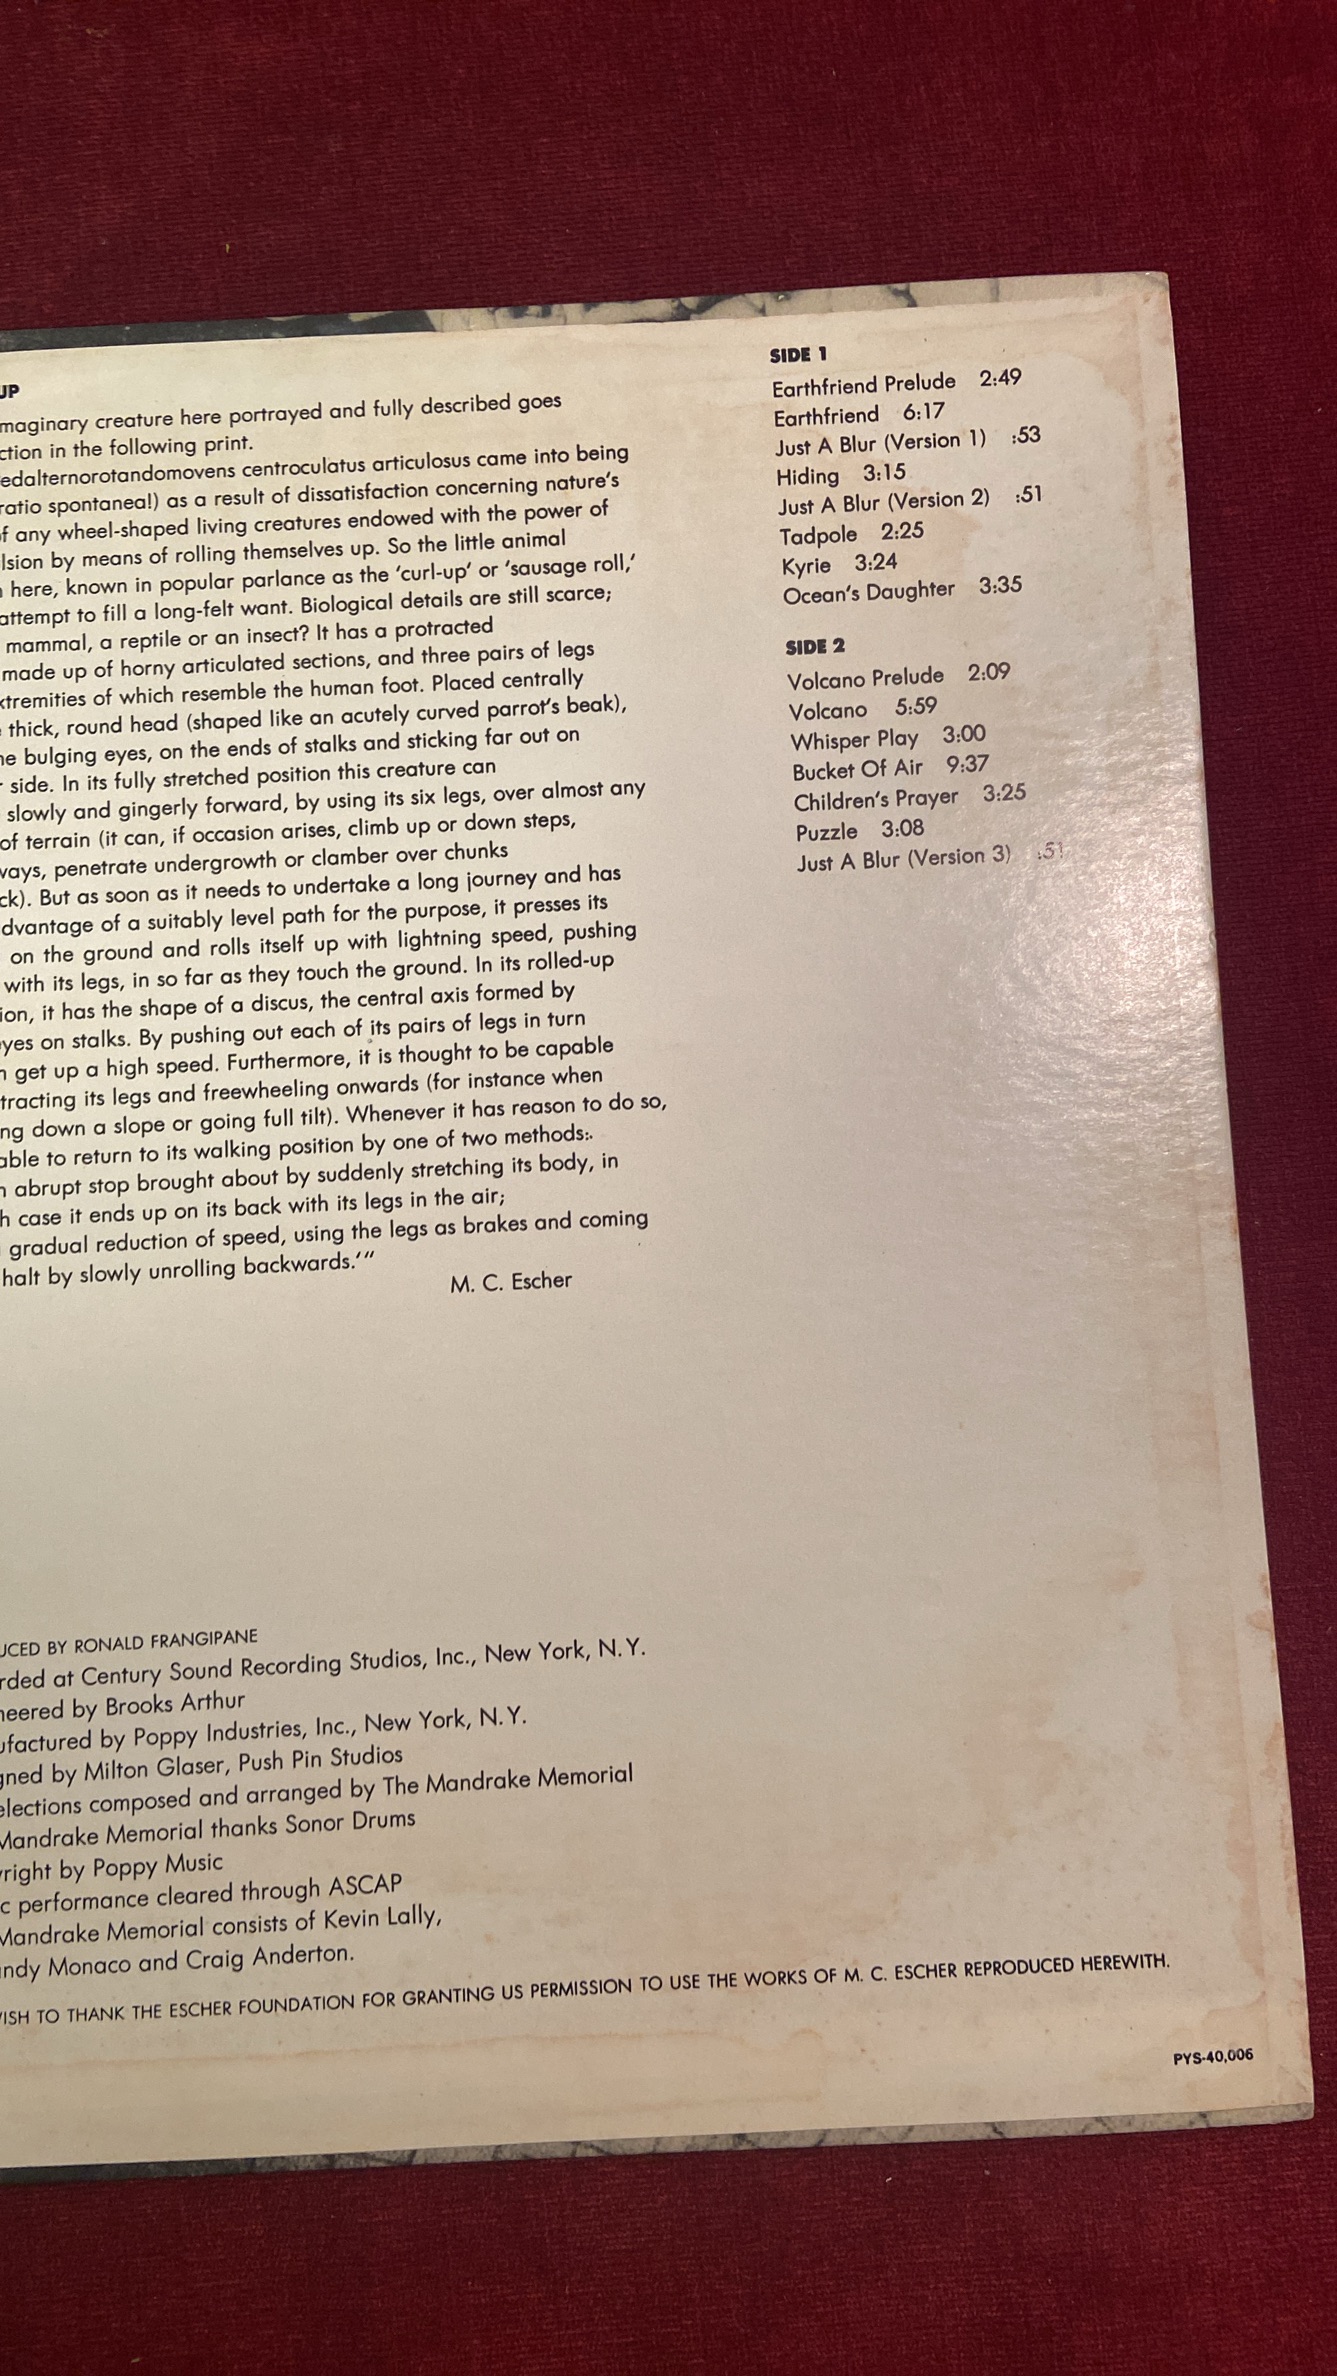 UP
maginary creature here portrayed and fully described goes
ction in the following print.
edalternorotandomovens centroculatus articulosus came into being
ratio spontanea!) as a result of dissatisfaction concerning nature's
f any wheel-shaped living creatures endowed with the power of
lsion by means of rolling themselves up. So the little animal
here, known in popular parlance as the 'curl-up' or 'sausage roll,'
attempt to fill a long-felt want. Biological details are still scarce;
mammal, a reptile or an insect? It has a protracted
made up of horny articulated sections, and three pairs of legs
xtremities of which resemble the human foot. Placed centrally
thick, round head (shaped like an acutely curved parrot's beak),
he bulging eyes, on the ends of stalks and sticking far out on
r side. In its fully stretched position this creature can
slowly and gingerly forward, by using its six legs, over almost any
of terrain (it can, if occasion arises, climb up or down steps,
ways, penetrate undergrowth or clamber over chunks
ck). But as soon as it needs to undertake a long journey and has
dvantage of a suitably level path for the purpose, it presses its
on the ground and rolls itself up with lightning speed, pushing
with its legs, in so far as they touch the ground. In its rolled-up
ion, it has the shape of a discus, the central axis formed by
yes on stalks. By pushing out each of its pairs of legs in turn
n get up a high speed. Furthermore, it is thought to be capable
tracting its legs and freewheeling onwards (for instance when
ng down a slope or going full tilt). Whenever it has reason to do so,
able to return to its walking position by one of two methods:.
n abrupt stop brought about by suddenly stretching its body, in
h case it ends up on its back with its legs in the air;
gradual reduction of speed, using the legs as brakes and coming
halt by slowly unrolling backwards.'"
M. C. Escher
SIDE 1
Earthfriend Prelude 2:49
Earthfriend 6:17
Just A Blur (Version 1) :53
Hiding 3:15
Just A Blur (Version 2) :51
Tadpole 2:25
Kyrie 3:24
Ocean's Daughter 3:35
SIDE 2
Volcano Prelude 2:09
Volcano 5:59
Whisper Play 3:00
Bucket Of Air 9:37
Children's Prayer 3:25
Puzzle 3:08
Just A Blur (Version 3) :51
UCED BY RONALD FRANGIPANE
rded at Century Sound Recording Studios, Inc., New York, N.Y.
neered by Brooks Arthur
ufactured by Poppy Industries, Inc., New York, N.Y.
gned by Milton Glaser, Push Pin Studios
elections composed and arranged by The Mandrake Memorial
Mandrake Memorial thanks Sonor Drums
right by Poppy Music
c performance cleared through ASCAP
Mandrake Memorial consists of Kevin Lally,
ndy Monaco and Craig Anderton.
ISH TO THANK THE ESCHER FOUNDATION FOR GRANTING US PERMISSION TO USE THE WORKS OF M. C. ESCHER REPRODUCED HEREWITH.
PYS-40,006